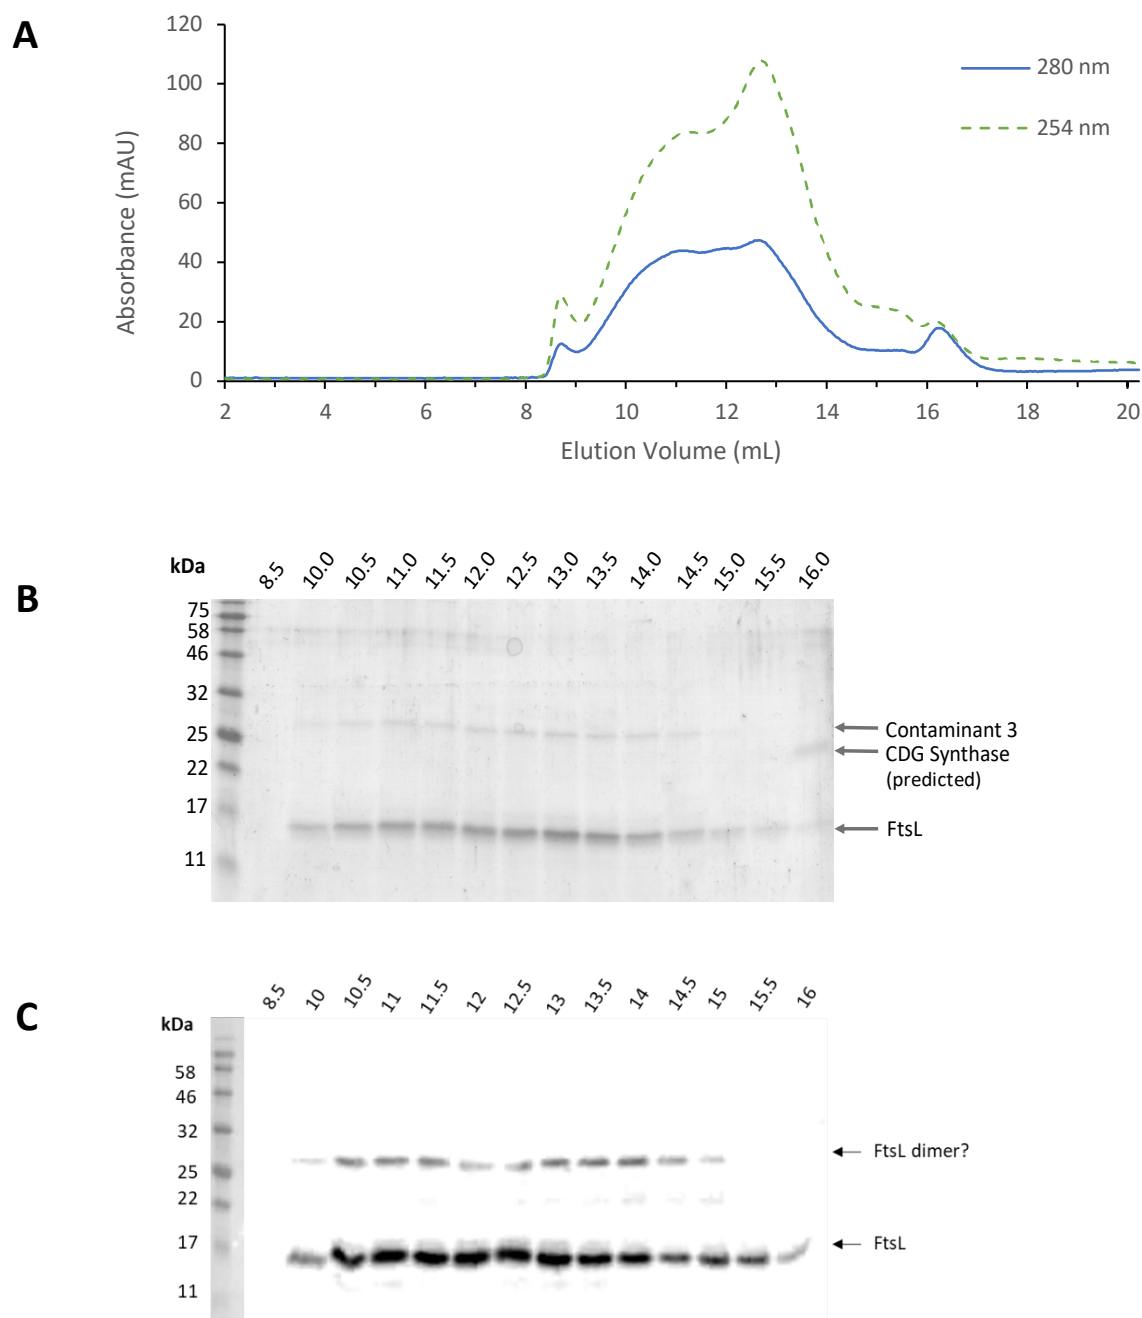 A
120
100
80
60
40
20
0
Absorbance (mAU)
2 4 6 8 10 12 14 16 18 20
Elution Volume (mL)
280 nm
254 nm
B
kDa
8.5 10.0 10.5 11.0 11.5 12.0 12.5 13.0 13.5 14.0 14.5 15.0 15.5 16.0
75
58
46
32
25
22
17
11
Contaminant 3
CDG Synthase
(predicted)
FtsL
C
kDa
8.5 10 10.5 11 11.5 12 12.5 13 13.5 14 14.5 15 15.5 16
58
46
32
25
22
17
11
FtsL dimer?
FtsL